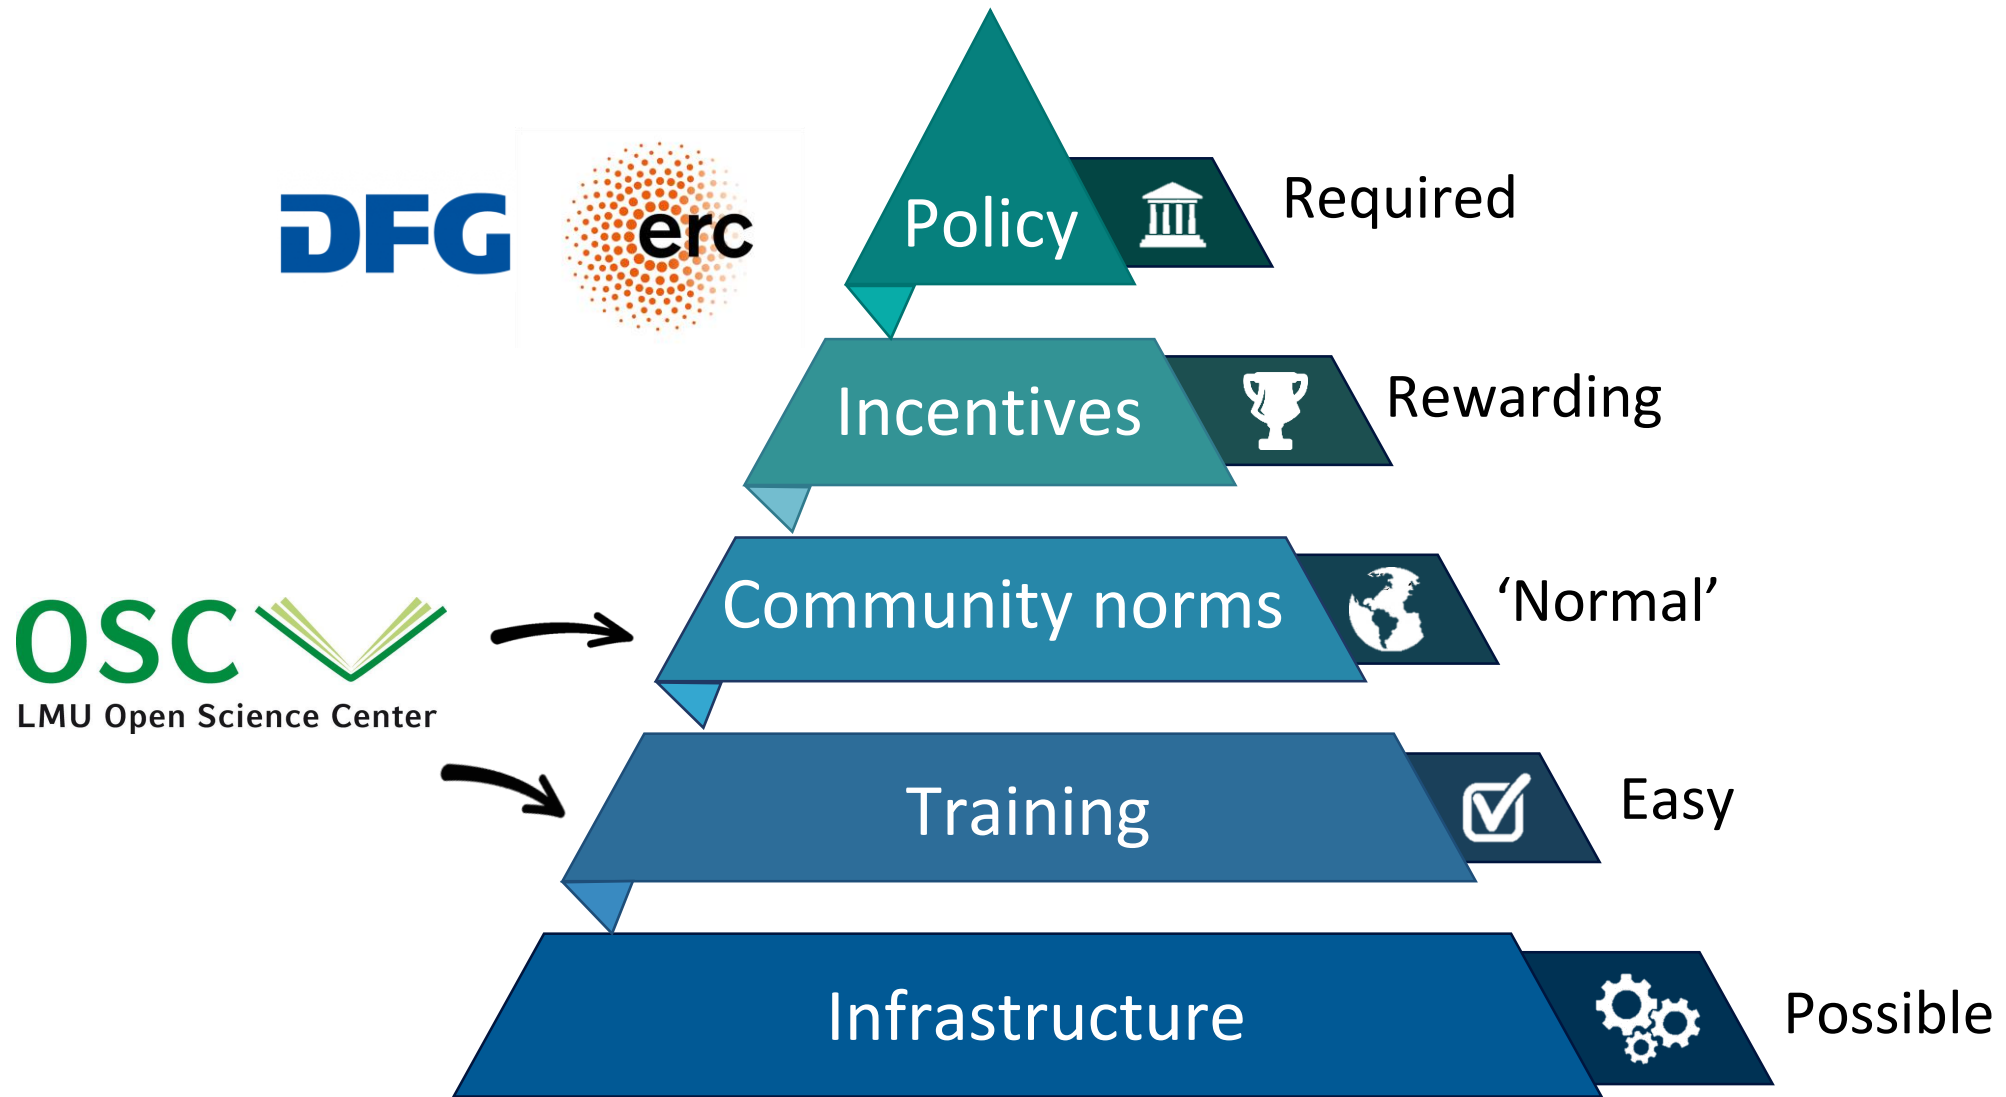 DFG
erc
Policy
Required
Incentives
Rewarding
Community norms
‘Normal’
OSC
LMU Open Science Center
Training
Easy
Infrastructure
Possible